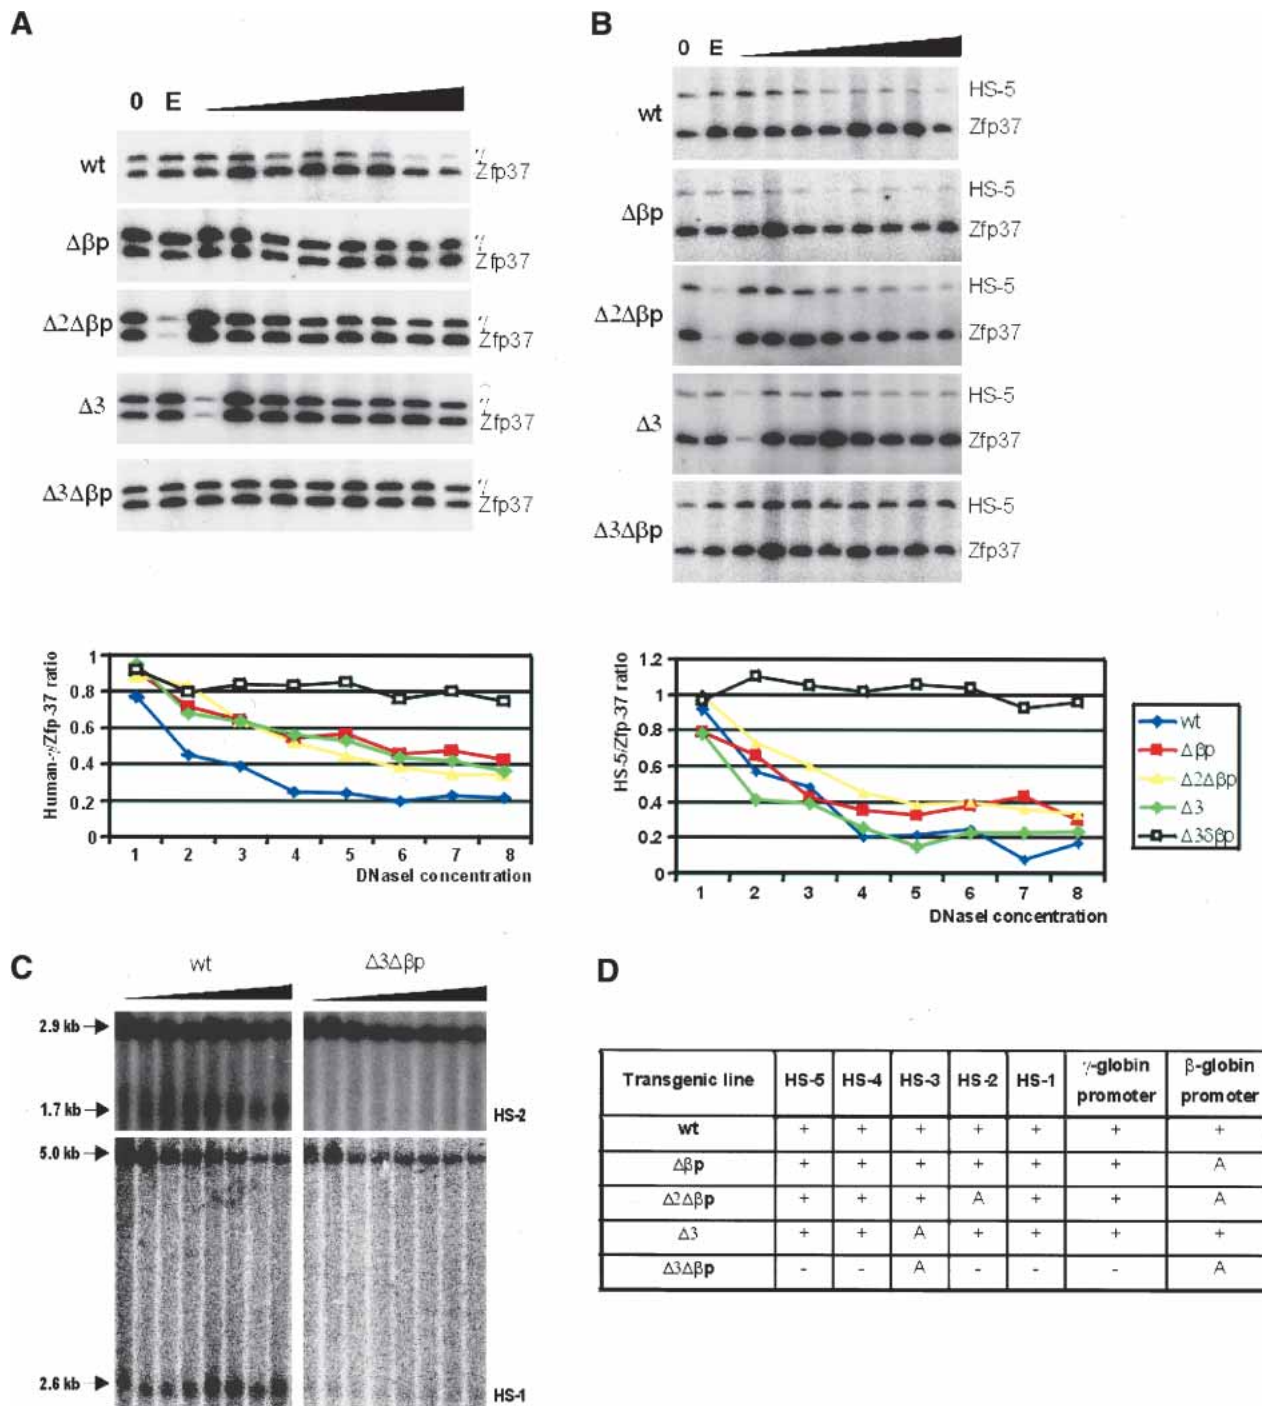 A
0 E
wt γ
Zfp37
Δβp γ
Zfp37
Δ2Δβp γ
Zfp37
Δ3 γ
Zfp37
Δ3Δβp γ
Zfp37
Human-γ/Zfp-37 ratio
1
0.8
0.6
0.4
0.2
0
1 2 3 4 5 6 7 8
DNaseI concentration
B
0 E
wt HS-5
Zfp37
Δβp HS-5
Zfp37
Δ2Δβp HS-5
Zfp37
Δ3 HS-5
Zfp37
Δ3Δβp HS-5
Zfp37
HS-5/Zfp-37 ratio
1.2
1
0.8
0.6
0.4
0.2
0
1 2 3 4 5 6 7 8
DNaseI concentration
wt
Δβp
Δ2Δβp
Δ3
Δ3δβp
C
wt Δ3Δβp
2.9 kb
1.7 kb HS-2
5.0 kb
2.6 kb HS-1
D
Transgenic line HS-5 HS-4 HS-3 HS-2 HS-1 γ-globin promoter β-globin promoter
wt + + + + + + +
Δβp + + + + + + A
Δ2Δβp + + + A + + A
Δ3 + + A + + + +
Δ3Δβp - - A - - - A